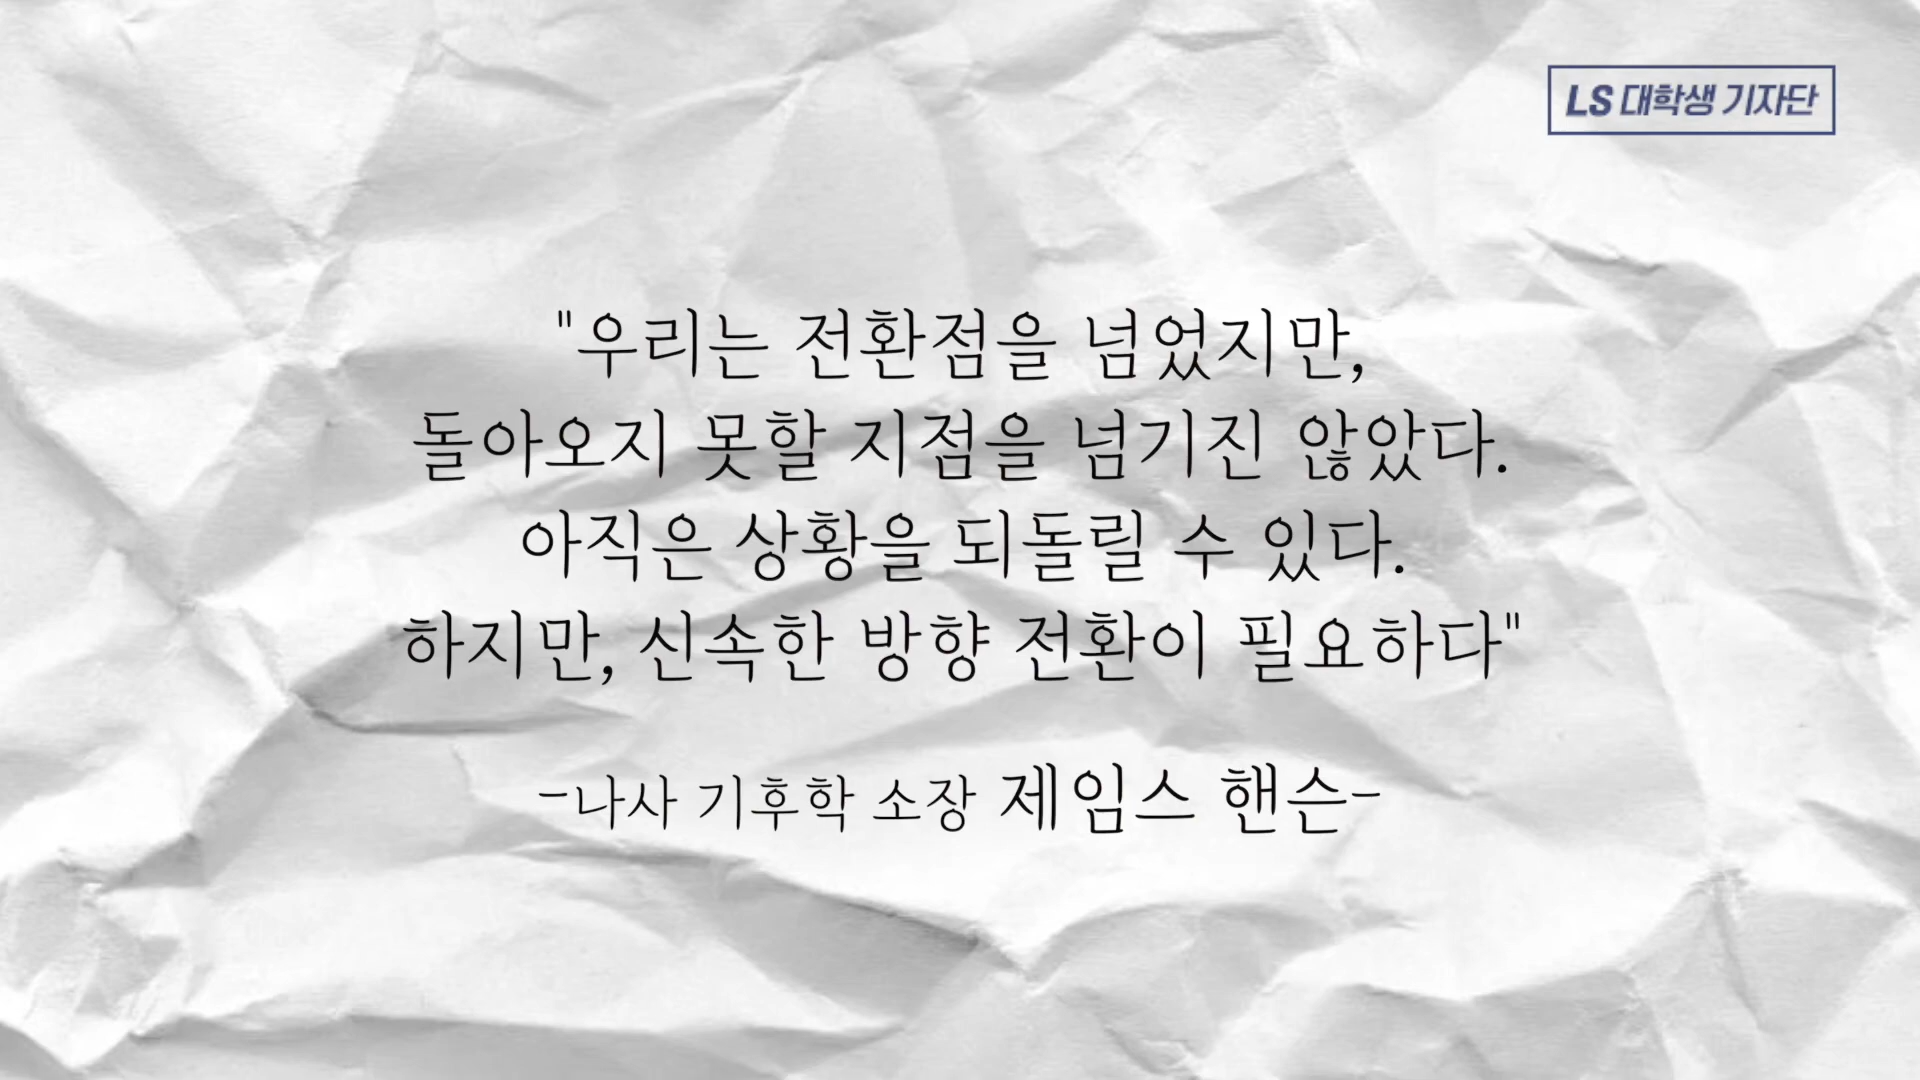 LS 대학생 기자단
"우리는 전환점을 넘었지만,
돌아오지 못할 지점을 넘기진 않았다.
아직은 상황을 되돌릴 수 있다.
하지만, 신속한 방향 전환이 필요하다"
-나사 기후학 소장 제임스 핸슨-